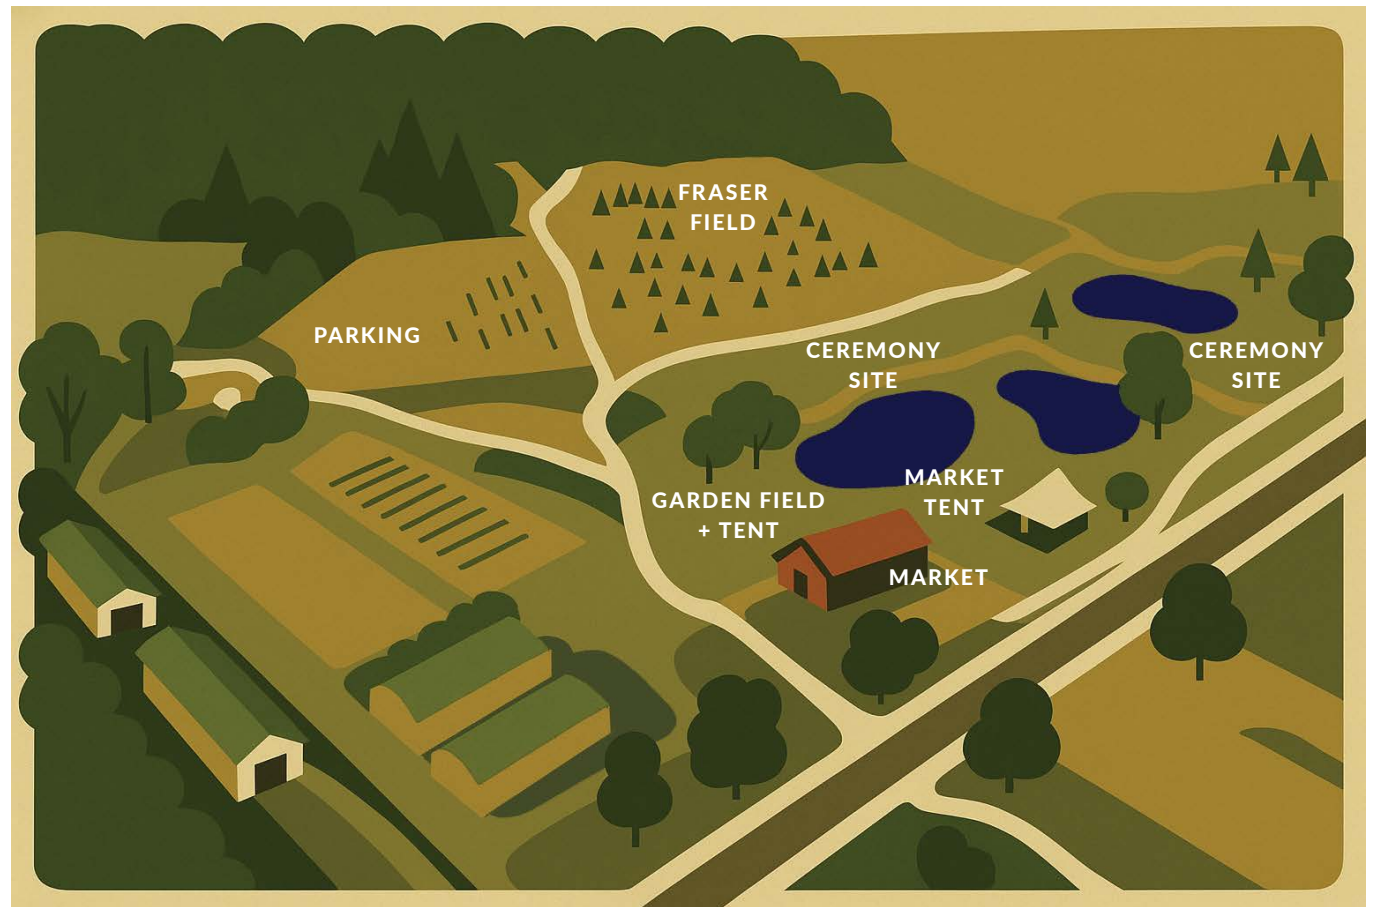 FRASER
FIELD
PARKING
CEREMONY
SITE
CEREMONY
SITE
MARKET
TENT
GARDEN FIELD
+ TENT
MARKET